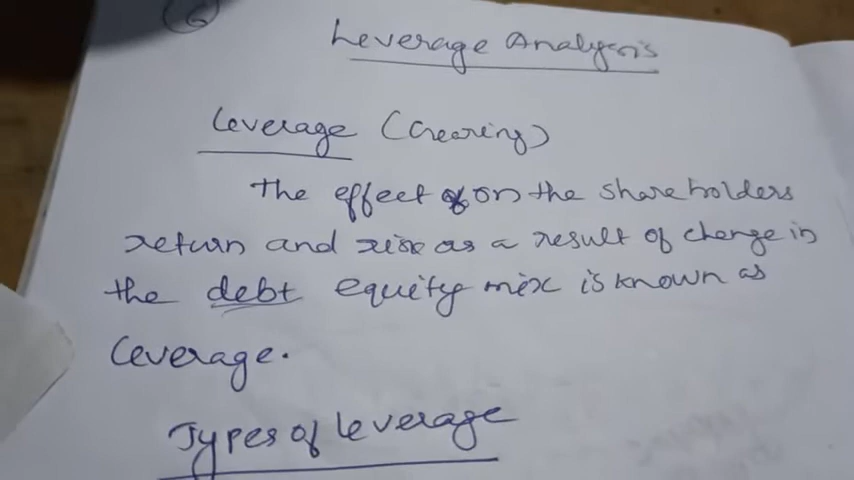 6
Leverage Analysis
Leverage (Gearing)
The effect on the shareholders
return and risk as a result of change in
the debt equity mix is known as
Leverage.
Types of leverage